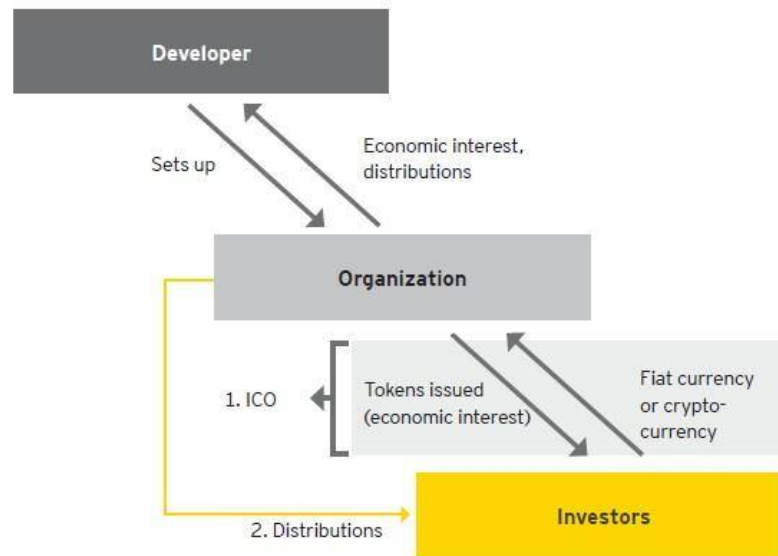 Developer
Sets up
Economic interest,
distributions
Organization
1. ICO
Tokens issued
(economic interest)
Fiat currency
or crypto-
currency
2. Distributions
Investors